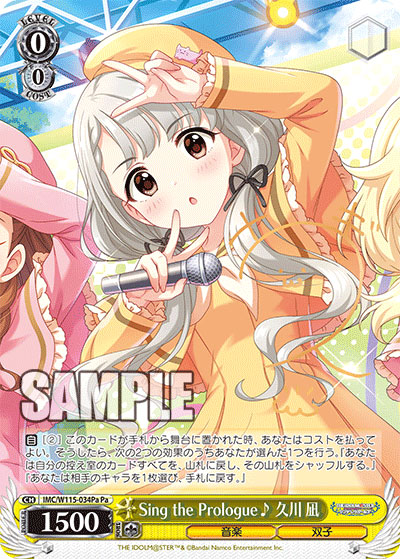 LEVEL
0
0
COST
THE IDOLM@STER™& ©Bandai Namco Entertainment Inc.
SAMPLE
自 [②] このカードが手札から舞台に置かれた時、あなたはコストを払って
よい。そうしたら、次の2つの効果のうちあなたが選んだ1つを行う。『あなた
は自分の控え室のカードすべてを、山札に戻し、その山札をシャッフルする。』
『あなたは相手のキャラを1枚選び、手札に戻す。』
CH IMC/W115-034Pa Pa
1500
Sing the Prologue♪ 久川 凪
音楽 双子
THE IDOLM@STER™& ©Bandai Namco Entertainment Inc.